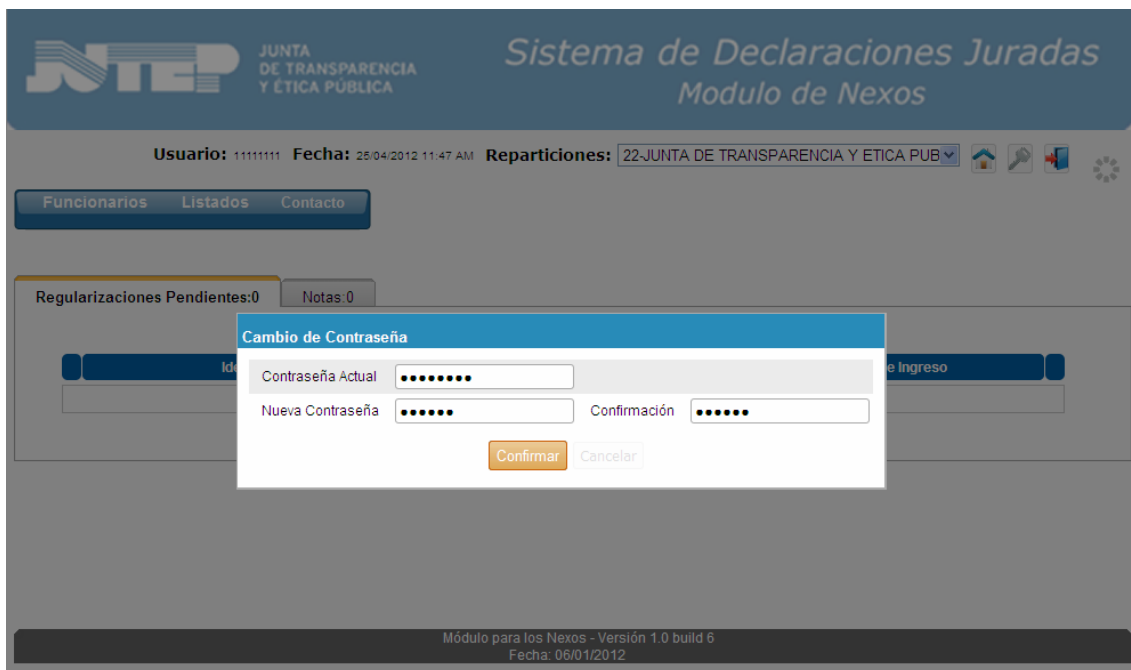 JTEP
JUNTA
DE TRANSPARENCIA
Y ÉTICA PÚBLICA
Sistema de Declaraciones Juradas
Modulo de Nexos
Usuario: 11111111 Fecha: 25/04/2012 11:47 AM Reparticiones: 22-JUNTA DE TRANSPARENCIA Y ETICA PUB
Funcionarios Listados Contacto
Regularizaciones Pendientes:0 Notas:0
Cambio de Contraseña
Ingreso
Contraseña Actual ••••••••
Nueva Contraseña •••••• Confirmación ••••••
Confirmar Cancelar
Módulo para los Nexos - Versión 1.0 build 6
Fecha: 06/01/2012